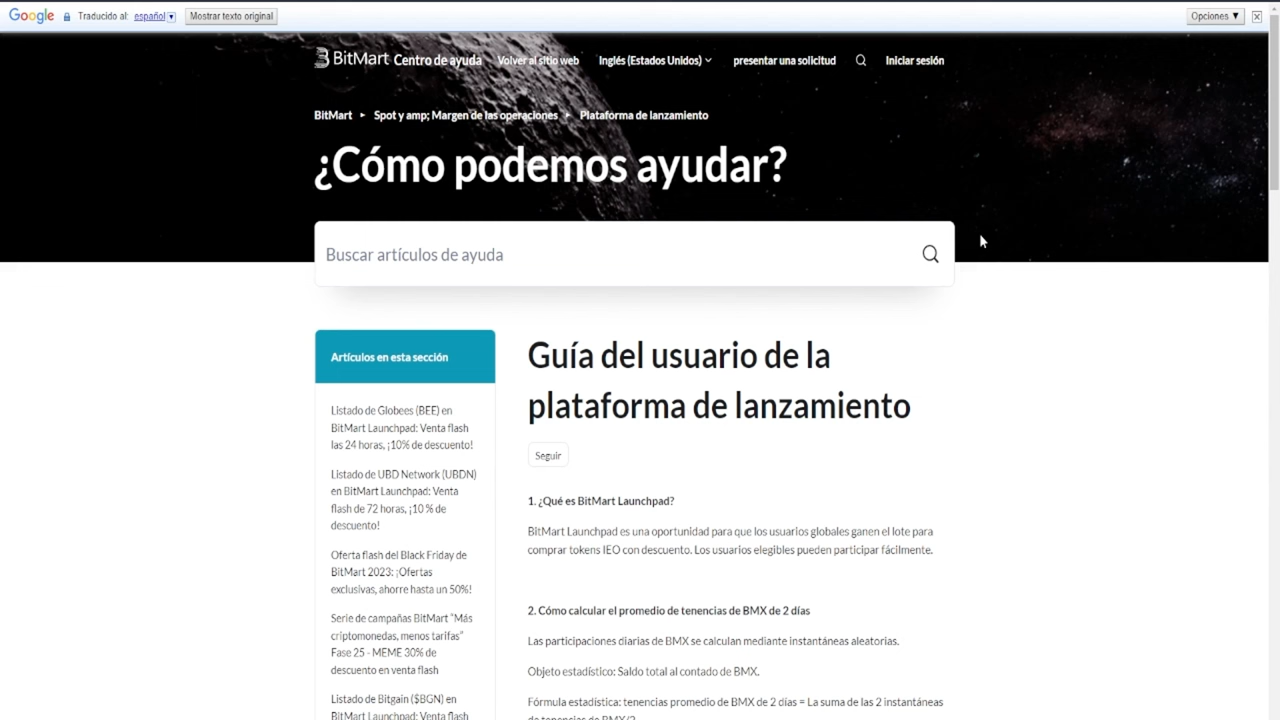 Google Traducido al: español Mostrar texto original Opciones ▼
BitMart Centro de ayuda Volver al sitio web Inglés (Estados Unidos) presentar una solicitud Iniciar sesión
BitMart ▸ Spot y amp; Margen de las operaciones ▸ Plataforma de lanzamiento
¿Cómo podemos ayudar?
Buscar artículos de ayuda
Artículos en esta sección
Listado de Globees (BEE) en
BitMart Launchpad: Venta flash
las 24 horas, ¡10% de descuento!
Listado de UBD Network (UBDN)
en BitMart Launchpad: Venta
flash de 72 horas, ¡10 % de
descuento!
Oferta flash del Black Friday de
BitMart 2023: ¡Ofertas
exclusivas, ahorre hasta un 50%!
Serie de campañas BitMart “Más
criptomonedas, menos tarifas”
Fase 25 - MEME 30% de
descuento en venta flash
Listado de Bitgain ($BGN) en
BitMart Launchpad: Venta flash
Guía del usuario de la
plataforma de lanzamiento
Seguir
1. ¿Qué es BitMart Launchpad?
BitMart Launchpad es una oportunidad para que los usuarios globales ganen el lote para
comprar tokens IEO con descuento. Los usuarios elegibles pueden participar fácilmente.
2. Cómo calcular el promedio de tenencias de BMX de 2 días
Las participaciones diarias de BMX se calculan mediante instantáneas aleatorias.
Objeto estadístico: Saldo total al contado de BMX.
Fórmula estadística: tenencias promedio de BMX de 2 días = La suma de las 2 instantáneas
de tenencias de BMX/2